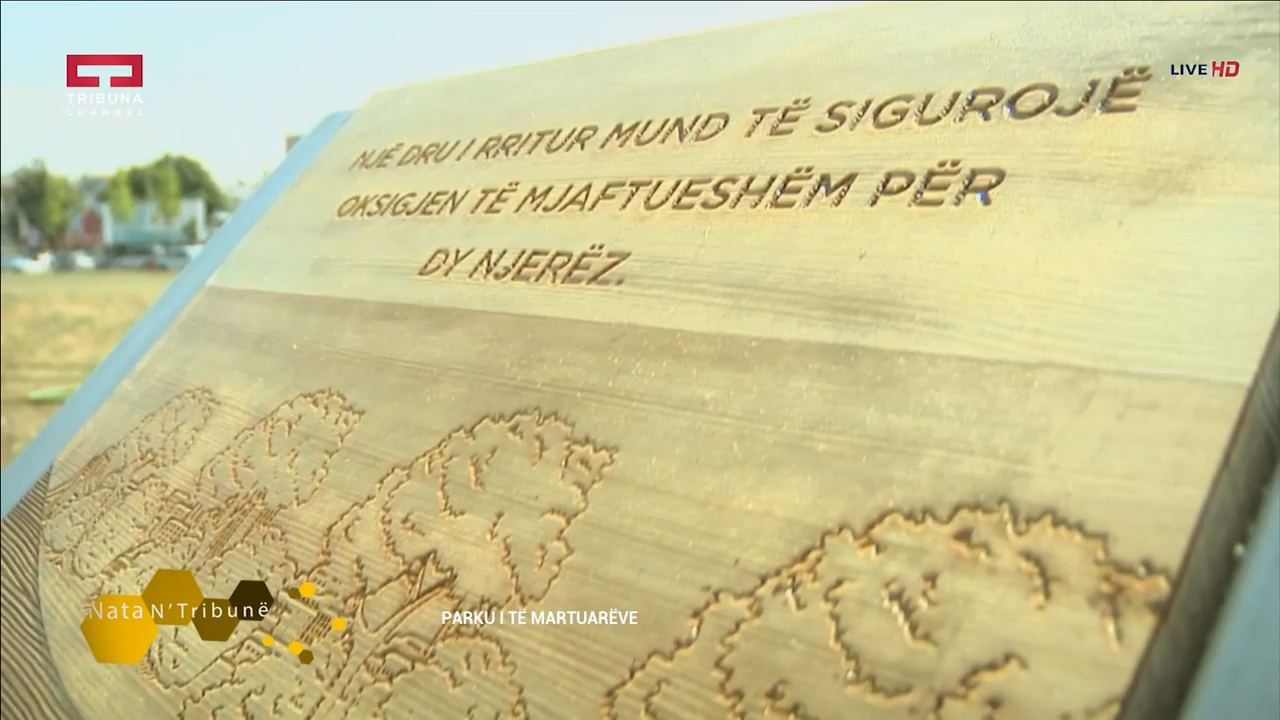 TRIBUNA
CHANNEL
LIVE HD
NJË DRU I RRITUR MUND TË SIGUROJË
OKSIGJEN TË MJAFTUESHËM PËR
DY NJERËZ.
Nata N'Tribunë
PARKU I TË MARTUARËVE